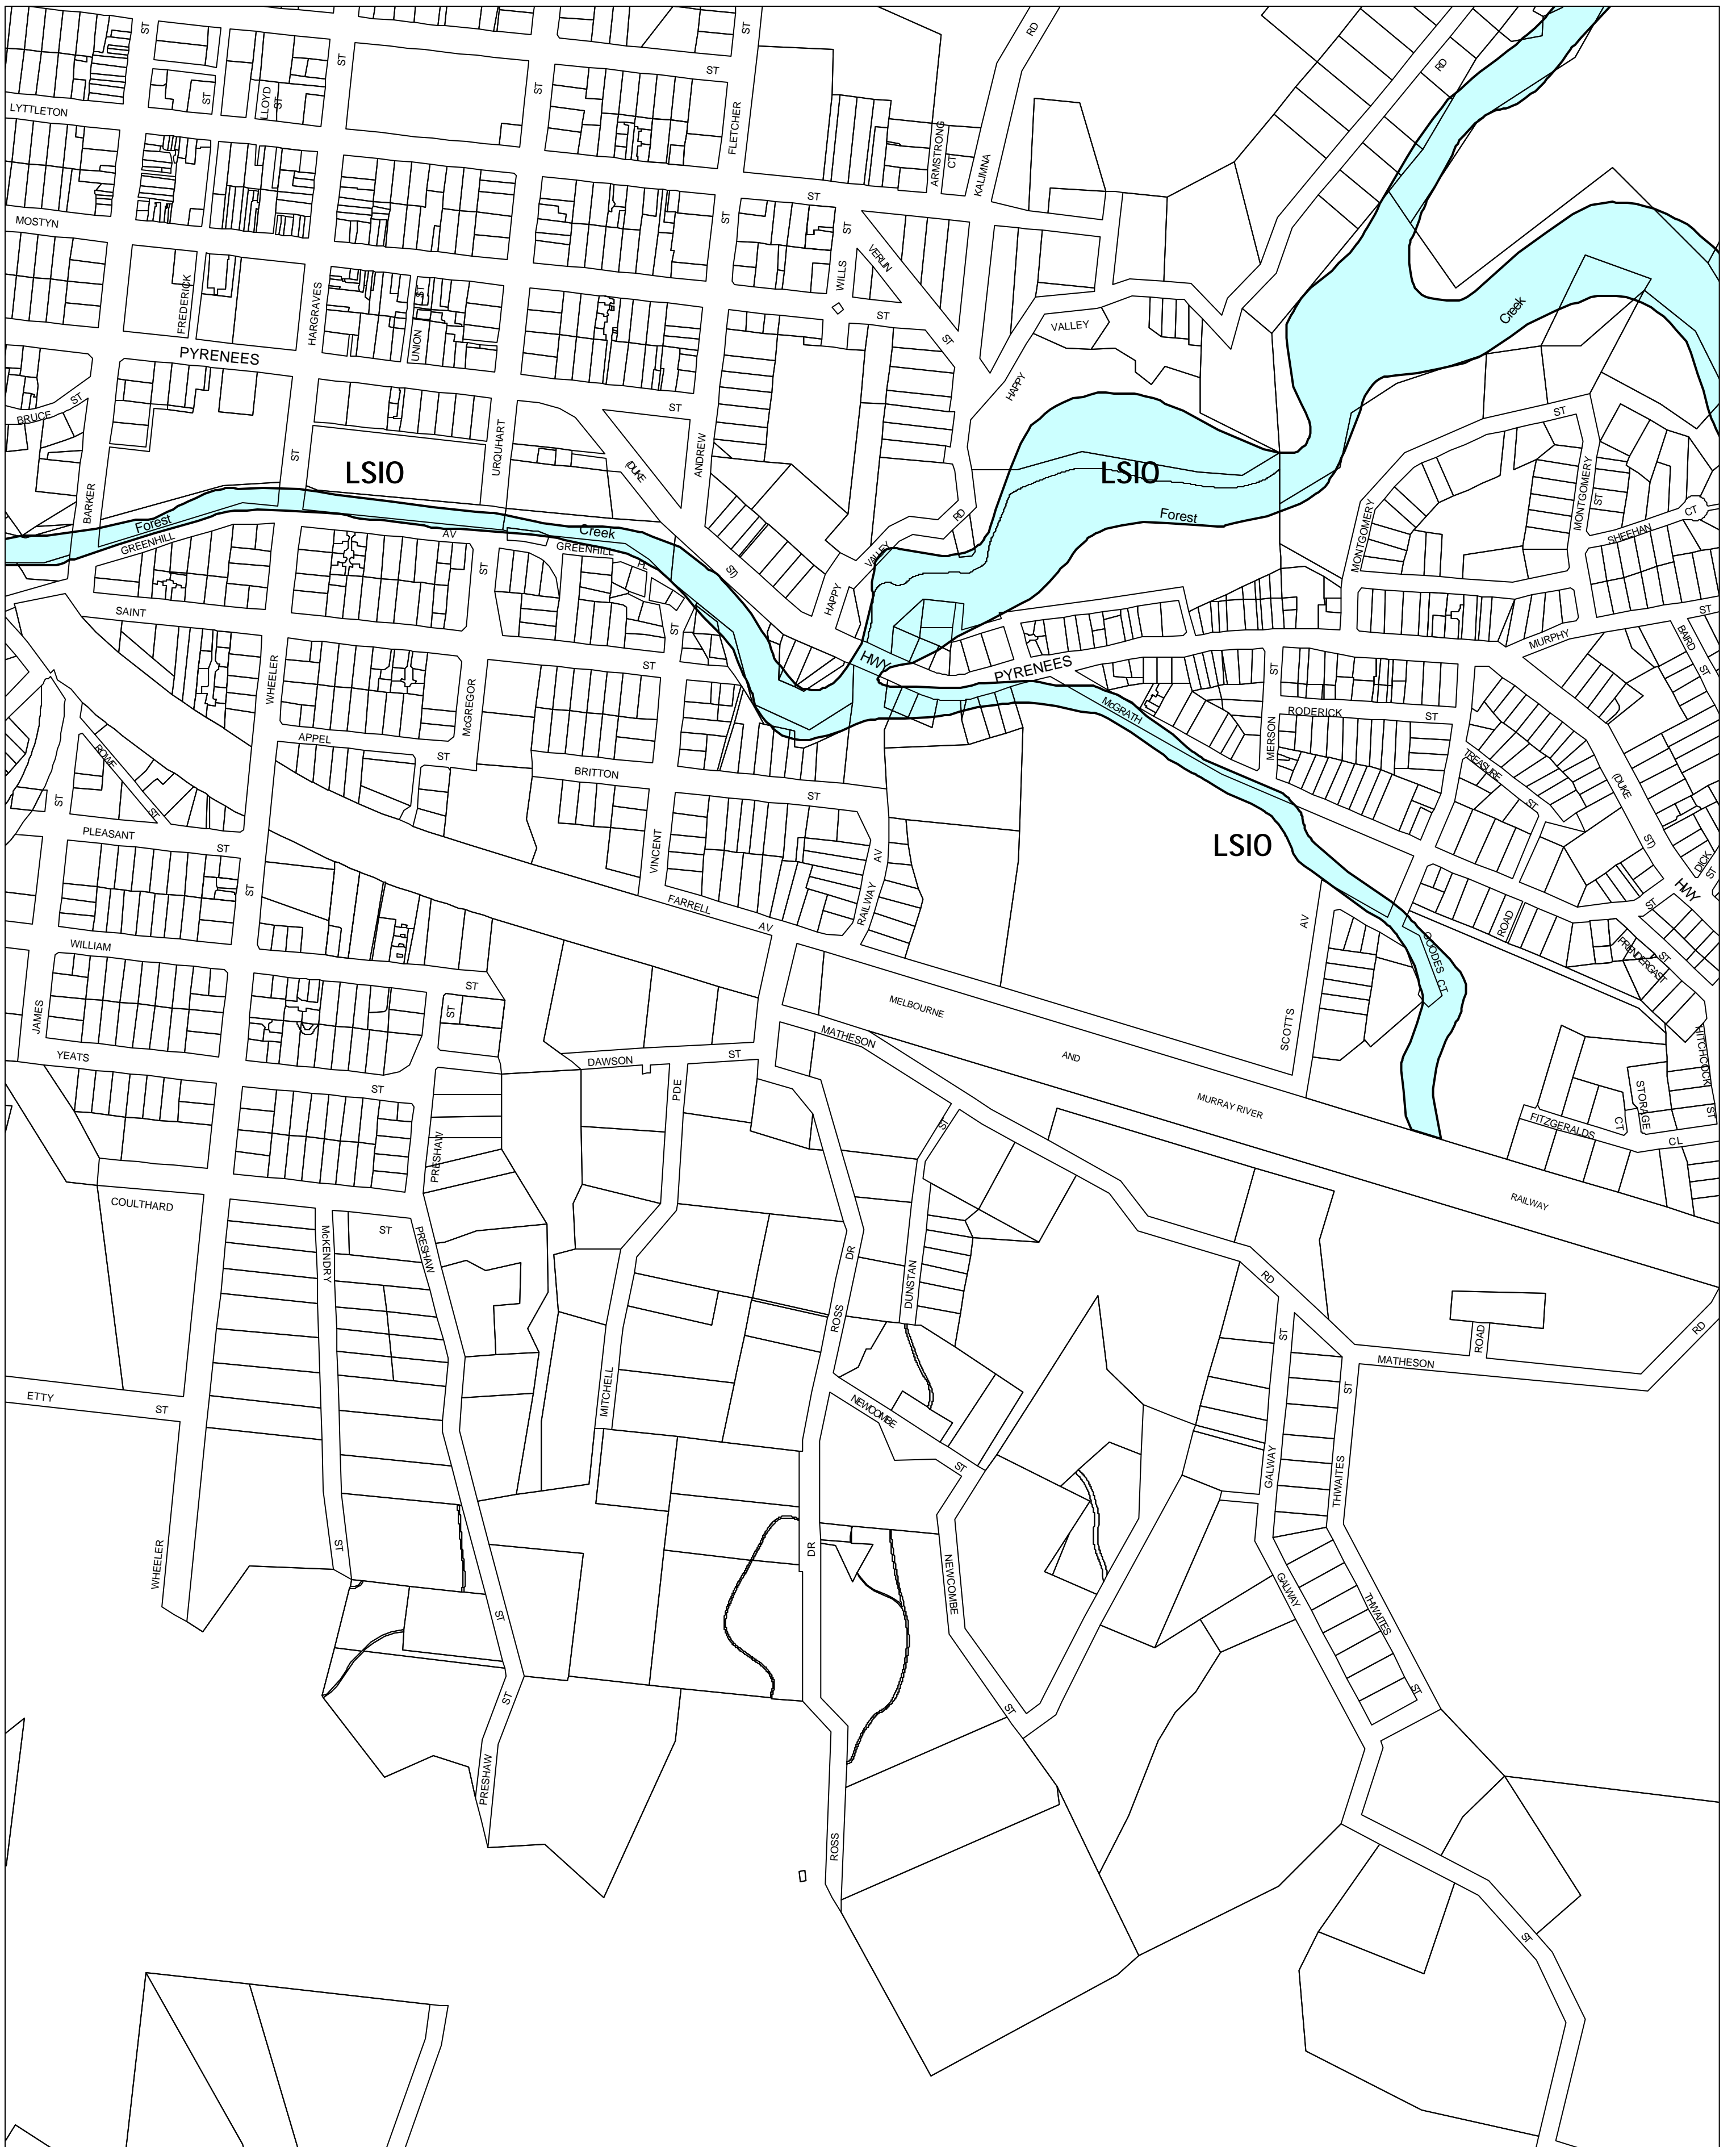 ST
ST
RD
ST
RD
ST
LLOYD
ST
ST
LYTTLETON
FLETCHER
ARMSTRONG
CT
KALIMNA
ST
MOSTYN
ST
ST
VERLIN
WILLS
FREDERICK
HARGRAVES
ST
UNION
Creek
ST
ST
VALLEY
PYRENEES
HAPPY
ST
BRUCE
ST
ST
ST
URQUHART
(DUKE
ANDREW
LSIO
LSIO
MONTGOMERY
ST
BARKER
Forest
Creek
ST)
RD
Forest
MONTGOMERY
CT
SHEEHAN
GREENHILL
AV
GREENHILL
PL
ST
VALLEY
HAPPY
SAINT
ST
ST
MURPHY
BAIRD
ST
WHEELER
McGREGOR
ST
HWY
PYRENEES
ST
McGRATH
RODERICK
ST
MERSON
APPEL
ST
ROWE
ST
BRITTON
ST
TREASURE
ST
(DUKE
ST)
ST
PLEASANT
ST
VINCENT
AV
LSIO
DICK
ST
HWY
ST
FARRELL
AV
RAILWAY
AV
ROAD
ST
PRENDERGAST
ST
WILLIAM
ST
ST
JAMES
GOODES CT
MELBOURNE
MATHESON
AND
MURRAY RIVER
SCOTTS
HITCHCOCK
ST
STORAGE
CT
FITZGERALDS
CL
RAILWAY
YEATS
ST
DAWSON
ST
PDE
PRESHAW
ST
COULTHARD
ST
McKENDRY
PRESHAW
DR
ROSS
DUNSTAN
RD
ST
ROAD
MATHESON
RD
ETTY
ST
MITCHELL
NEWCOMBE
ST
ST
GALWAY
THWAITES
WHEELER
ST
ST
DR
NEWCOMBE
GALWAY
THWAITES
ST
ST
ST
PRESHAW
ROSS
ST